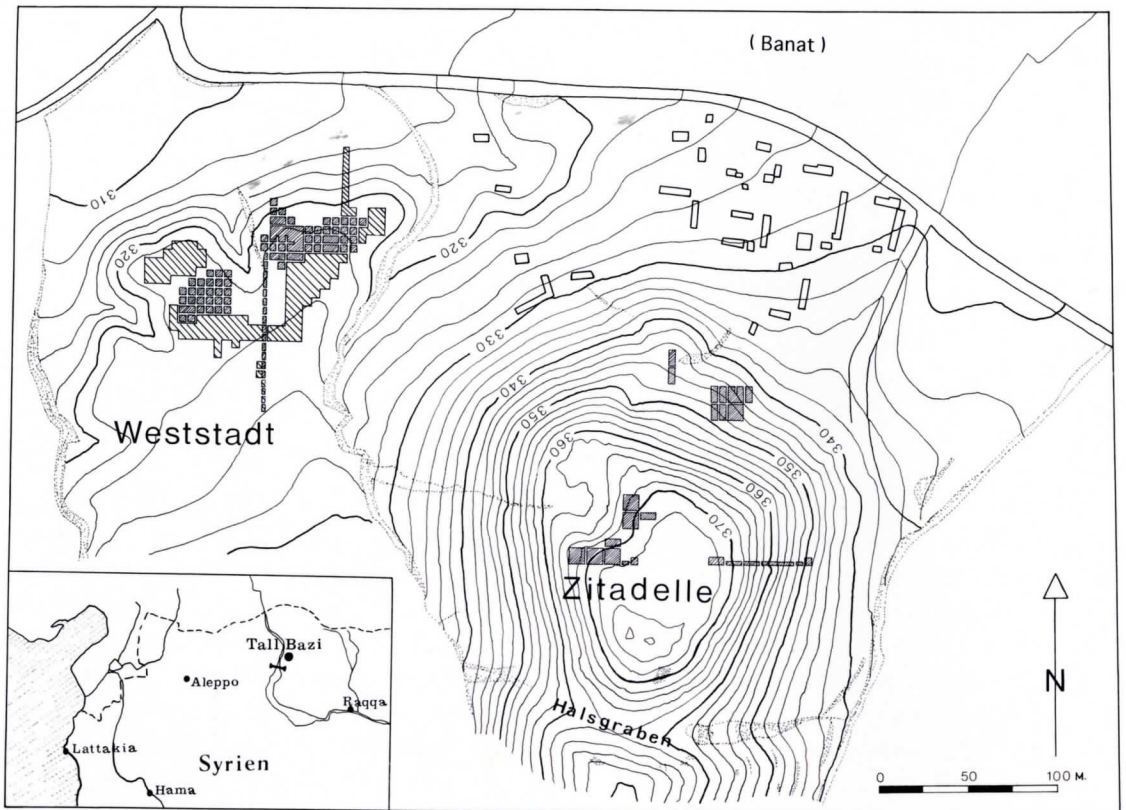 (Banat)
310
320
320
330
340
350
360
340
350
360
370
Weststadt
Zitadelle
Halsgraben
N
0 50 100 M.
Tall Bazi
Aleppo
Raqqa
Lattakia
Syrien
Hama